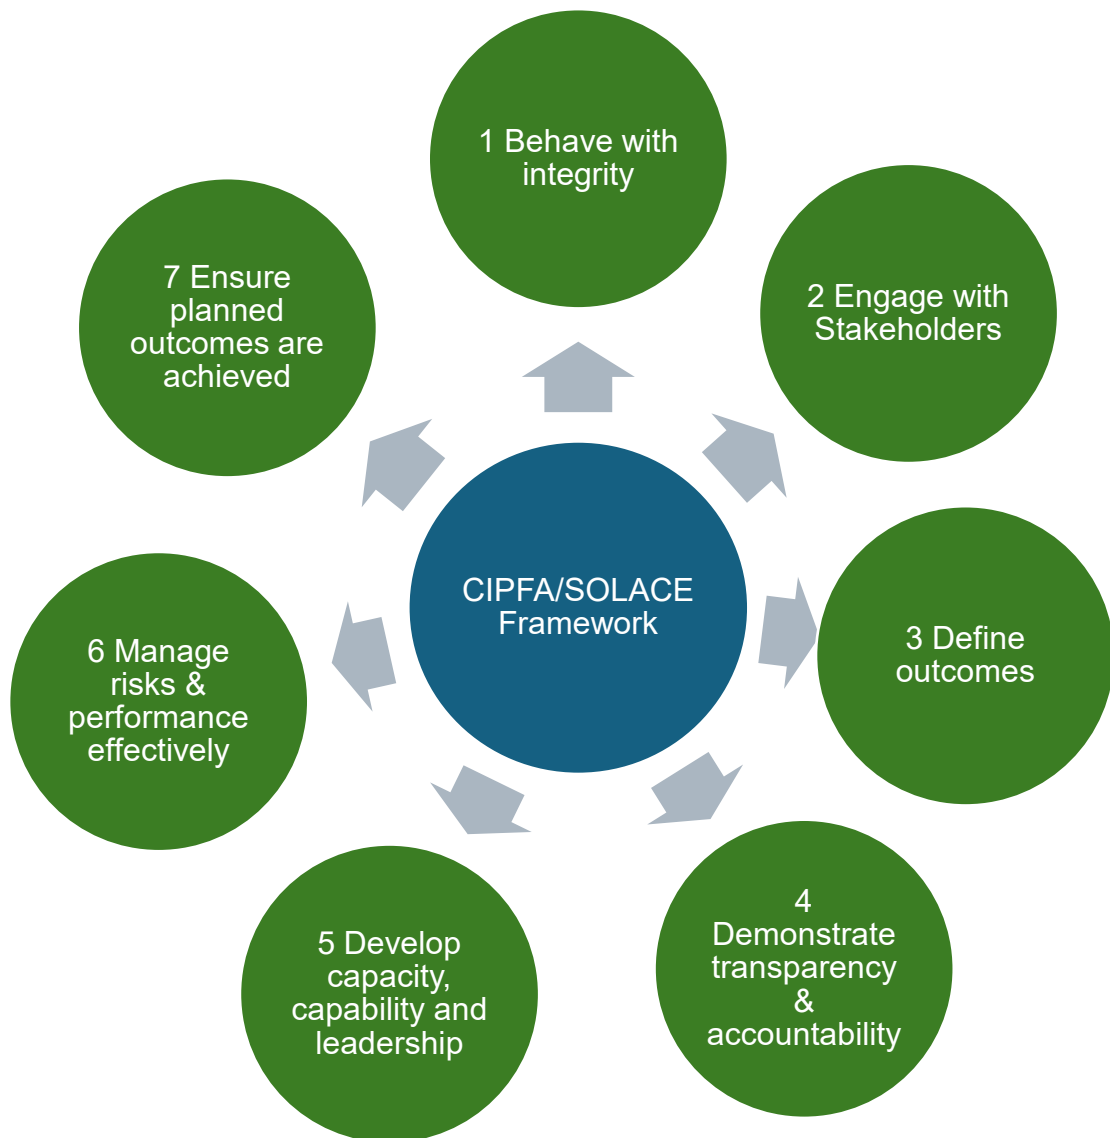 1 Behave with
integrity
2 Engage with
Stakeholders
3 Define
outcomes
4
Demonstrate
transparency
&
accountability
5 Develop
capacity,
capability and
leadership
6 Manage
risks &
performance
effectively
7 Ensure
planned
outcomes are
achieved
CIPFA/SOLACE
Framework